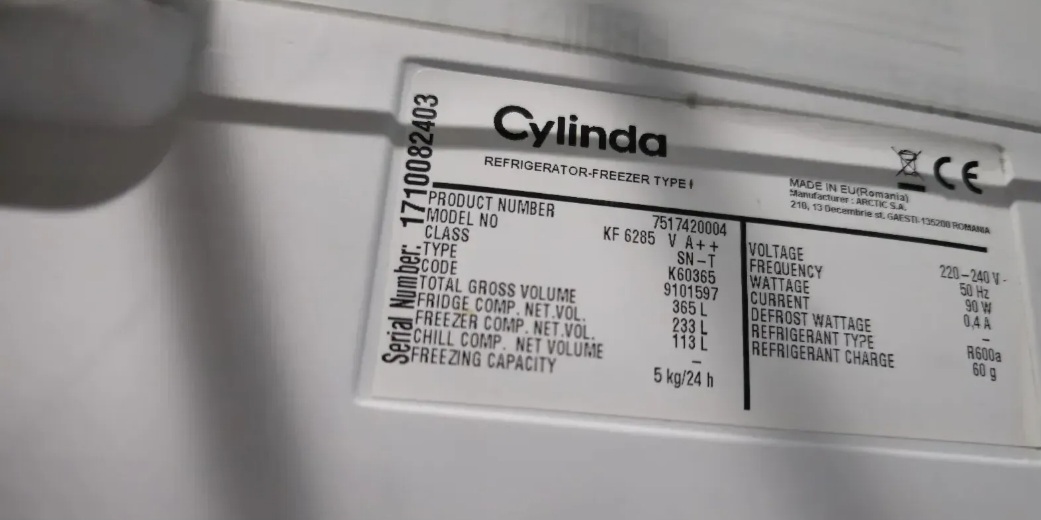 Cylinda
REFRIGERATOR-FREEZER TYPE I
MADE IN EU(Romania)
Manufacturer : ARCTIC S.A.
210, 13 Decembrie st. GAESTI-135200 ROMANIA
Serial Number: 1710082403
PRODUCT NUMBER 7517420004
MODEL NO KF 6285 V A++
CLASS SN-T
TYPE K60365
CODE 9101597
TOTAL GROSS VOLUME 365 L
FRIDGE COMP. NET.VOL. 233 L
FREEZER COMP. NET.VOL. 113 L
CHILL COMP. NET VOLUME –
FREEZING CAPACITY 5 kg/24 h
VOLTAGE 220-240 V~
FREQUENCY 50 Hz
WATTAGE 90 W
CURRENT 0,4 A
DEFROST WATTAGE –
REFRIGERANT TYPE R600a
REFRIGERANT CHARGE 60 g